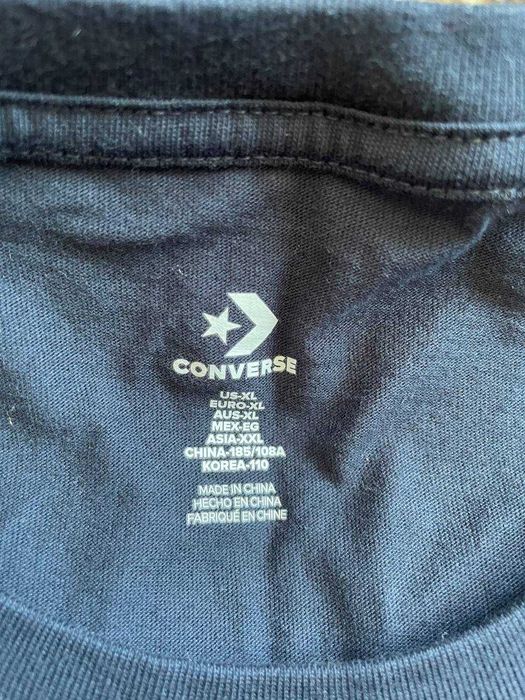 CONVERSE
US-XL
EURO-XL
AUS-XL
MEX-EG
ASIA-XXL
CHINA-185/108A
KOREA-110
MADE IN CHINA
HECHO EN CHINA
FABRIQUÉ EN CHINE